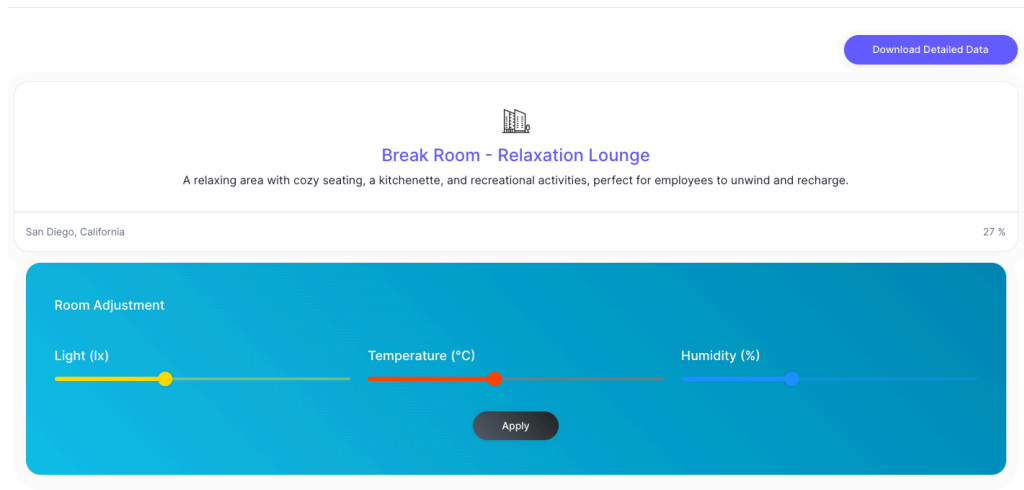 Download Detailed Data
Break Room - Relaxation Lounge
A relaxing area with cozy seating, a kitchenette, and recreational activities, perfect for employees to unwind and recharge.
San Diego, California
27 %
Room Adjustment
Light (lx)
Temperature (°C)
Humidity (%)
Apply